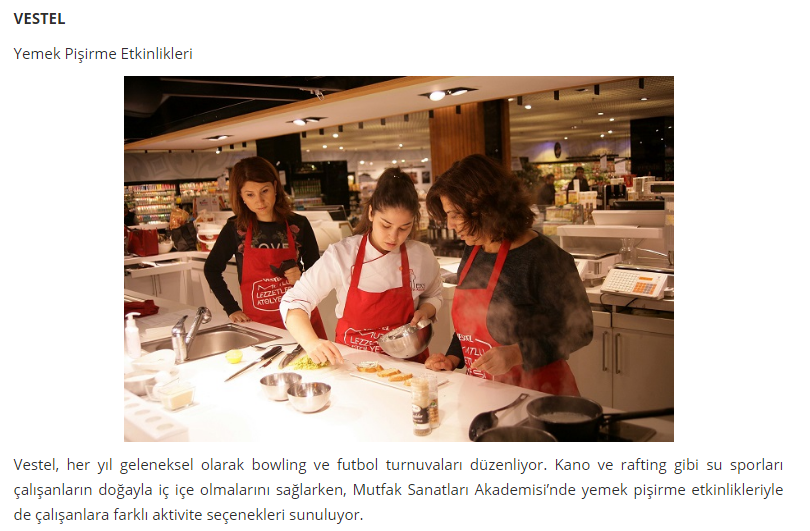 VESTEL
Yemek Pişirme Etkinlikleri
LEZZETLER
ATÖLYE
Vestel, her yıl geleneksel olarak bowling ve futbol turnuvaları düzenliyor. Kano ve rafting gibi su sporları
çalışanların doğayla iç içe olmalarını sağlarken, Mutfak Sanatları Akademisi’nde yemek pişirme etkinlikleriyle
de çalışanlara farklı aktivite seçenekleri sunuluyor.